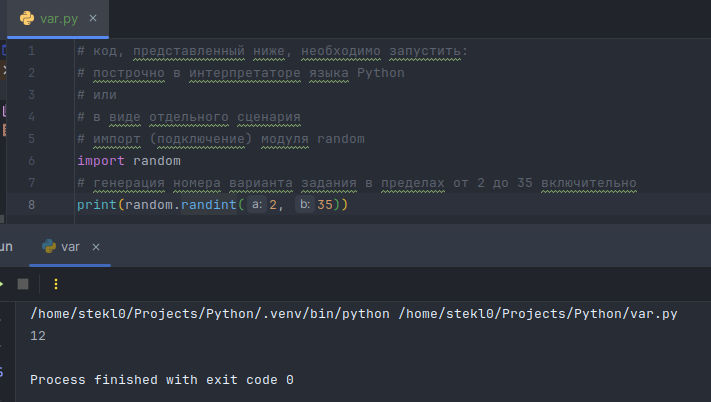 var.py
1 # код, представленный ниже, необходимо запустить:
2 # построчно в интерпретаторе языка Python
3 # или
4 # в виде отдельного сценария
5 # импорт (подключение) модуля random
6 import random
7 # генерация номера варианта задания в пределах от 2 до 35 включительно
8 print(random.randint( a: 2, b: 35))
var
/home/stekl0/Projects/Python/.venv/bin/python /home/stekl0/Projects/Python/var.py
12
Process finished with exit code 0